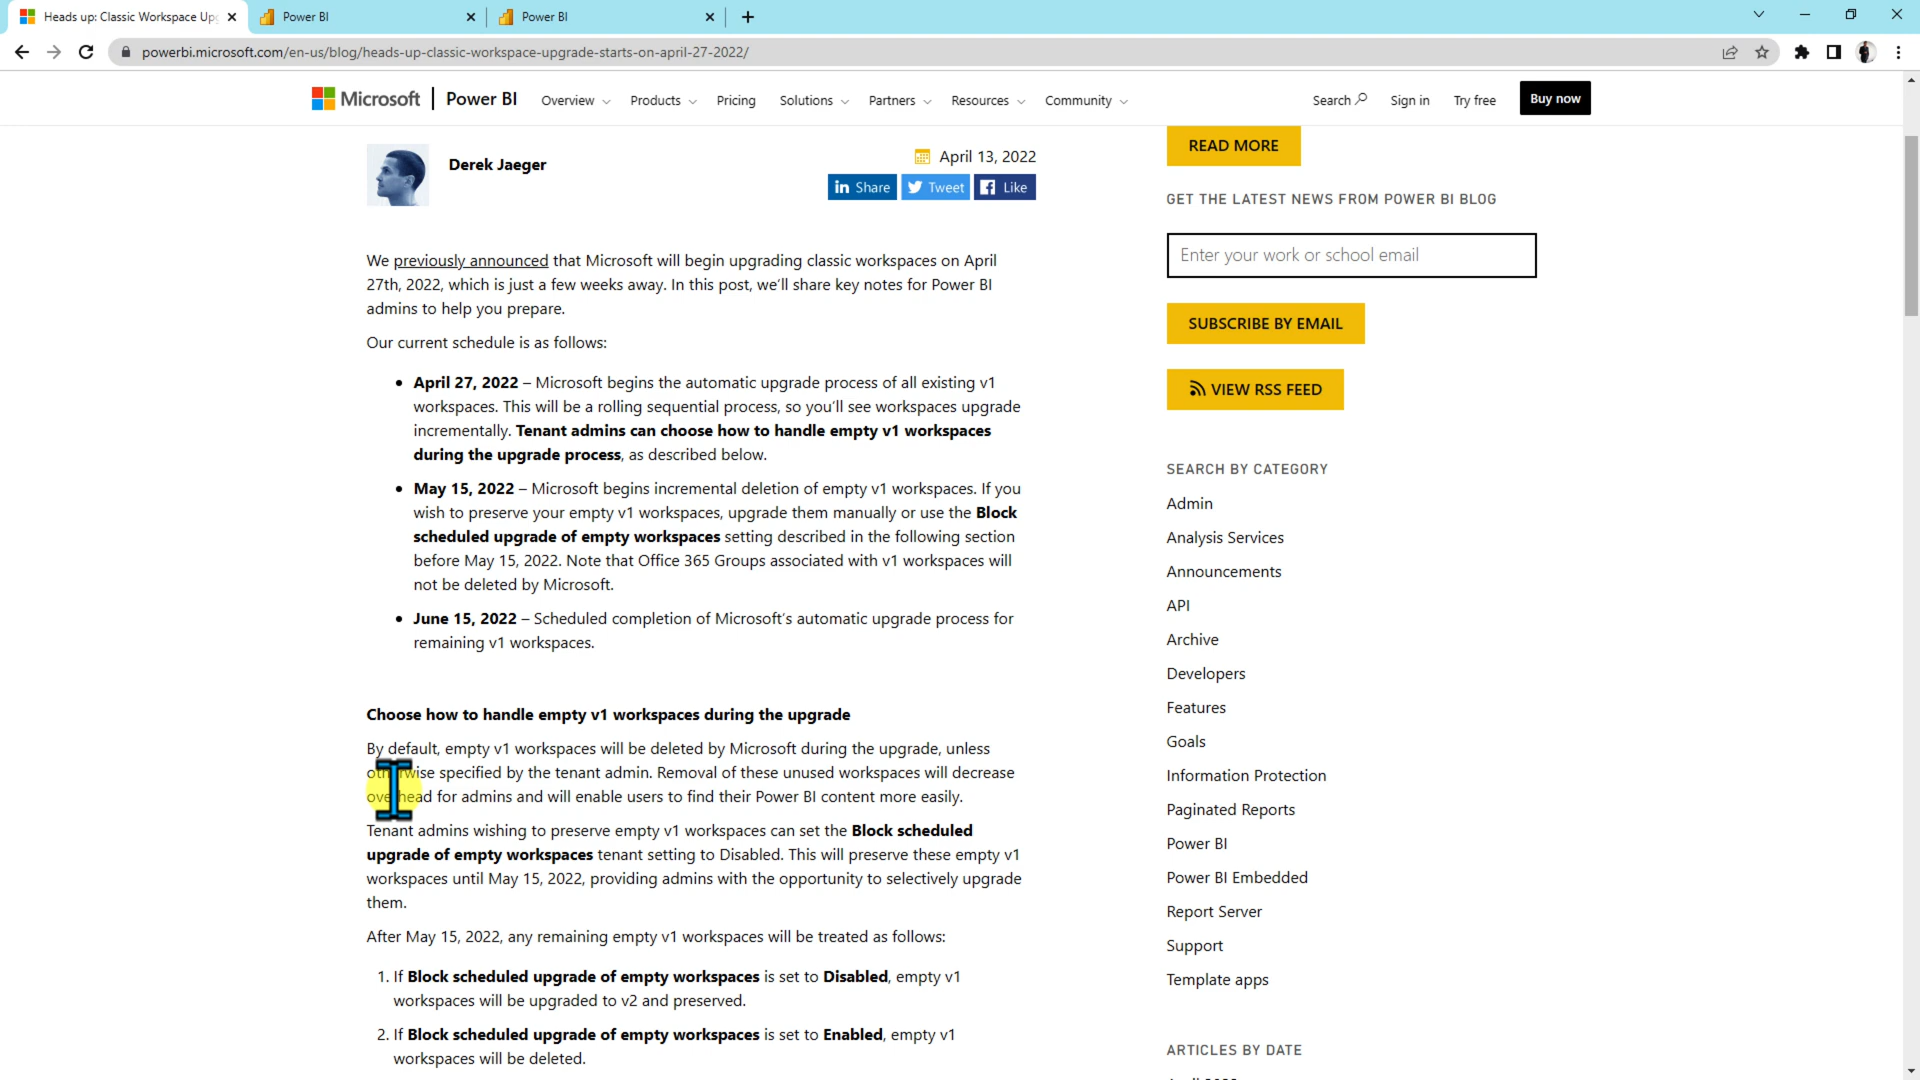 Heads up: Classic Workspace Up
Power BI
Power BI
powerbi.microsoft.com/en-us/blog/heads-up-classic-workspace-upgrade-starts-on-april-27-2022/
Microsoft Power BI Overview Products Pricing Solutions Partners Resources Community Search Sign in Try free Buy now
Derek Jaeger
April 13, 2022
in Share Tweet Like
We previously announced that Microsoft will begin upgrading classic workspaces on April
27th, 2022, which is just a few weeks away. In this post, we'll share key notes for Power BI
admins to help you prepare.
Our current schedule is as follows:
• April 27, 2022 – Microsoft begins the automatic upgrade process of all existing v1
workspaces. This will be a rolling sequential process, so you'll see workspaces upgrade
incrementally. Tenant admins can choose how to handle empty v1 workspaces
during the upgrade process, as described below.
• May 15, 2022 – Microsoft begins incremental deletion of empty v1 workspaces. If you
wish to preserve your empty v1 workspaces, upgrade them manually or use the Block
scheduled upgrade of empty workspaces setting described in the following section
before May 15, 2022. Note that Office 365 Groups associated with v1 workspaces will
not be deleted by Microsoft.
• June 15, 2022 – Scheduled completion of Microsoft's automatic upgrade process for
remaining v1 workspaces.
Choose how to handle empty v1 workspaces during the upgrade
By default, empty v1 workspaces will be deleted by Microsoft during the upgrade, unless
otherwise specified by the tenant admin. Removal of these unused workspaces will decrease
overhead for admins and will enable users to find their Power BI content more easily.
Tenant admins wishing to preserve empty v1 workspaces can set the Block scheduled
upgrade of empty workspaces tenant setting to Disabled. This will preserve these empty v1
workspaces until May 15, 2022, providing admins with the opportunity to selectively upgrade
them.
After May 15, 2022, any remaining empty v1 workspaces will be treated as follows:
1. If Block scheduled upgrade of empty workspaces is set to Disabled, empty v1
workspaces will be upgraded to v2 and preserved.
2. If Block scheduled upgrade of empty workspaces is set to Enabled, empty v1
workspaces will be deleted.
READ MORE
GET THE LATEST NEWS FROM POWER BI BLOG
Enter your work or school email
SUBSCRIBE BY EMAIL
VIEW RSS FEED
SEARCH BY CATEGORY
Admin
Analysis Services
Announcements
API
Archive
Developers
Features
Goals
Information Protection
Paginated Reports
Power BI
Power BI Embedded
Report Server
Support
Template apps
ARTICLES BY DATE